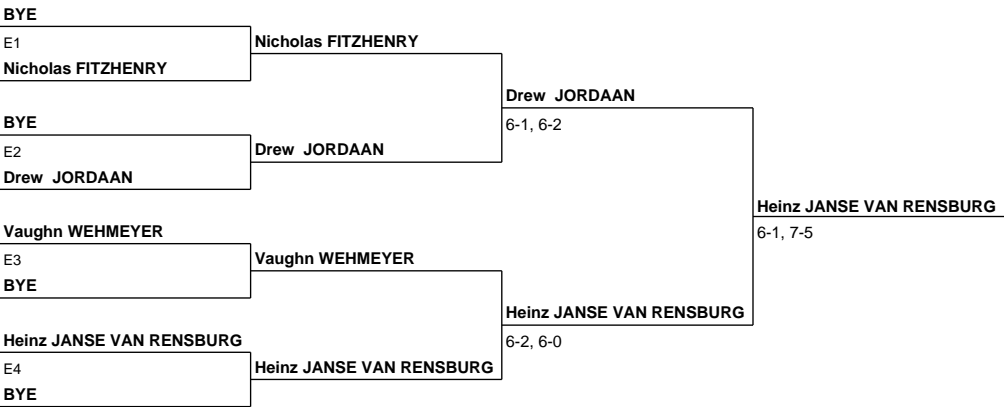 BYE
E1
Nicholas FITZHENRY
Nicholas FITZHENRY
BYE
E2
Drew JORDAAN
Drew JORDAAN
Drew JORDAAN
6-1, 6-2
Vaughn WEHMEYER
E3
BYE
Vaughn WEHMEYER
Heinz JANSE VAN RENSBURG
E4
BYE
Heinz JANSE VAN RENSBURG
Heinz JANSE VAN RENSBURG
6-2, 6-0
Heinz JANSE VAN RENSBURG
6-1, 7-5